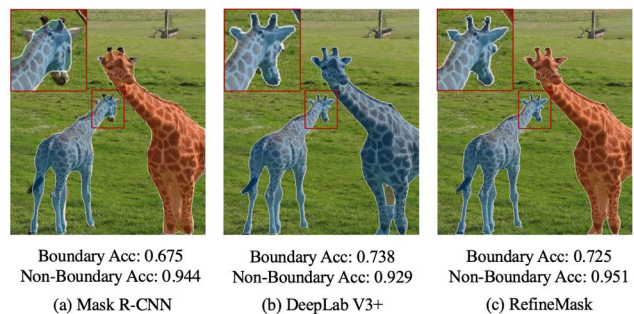 Boundary Acc: 0.675
Non-Boundary Acc: 0.944
(a) Mask R-CNN
Boundary Acc: 0.738
Non-Boundary Acc: 0.929
(b) DeepLab V3+
Boundary Acc: 0.725
Non-Boundary Acc: 0.951
(c) RefineMask